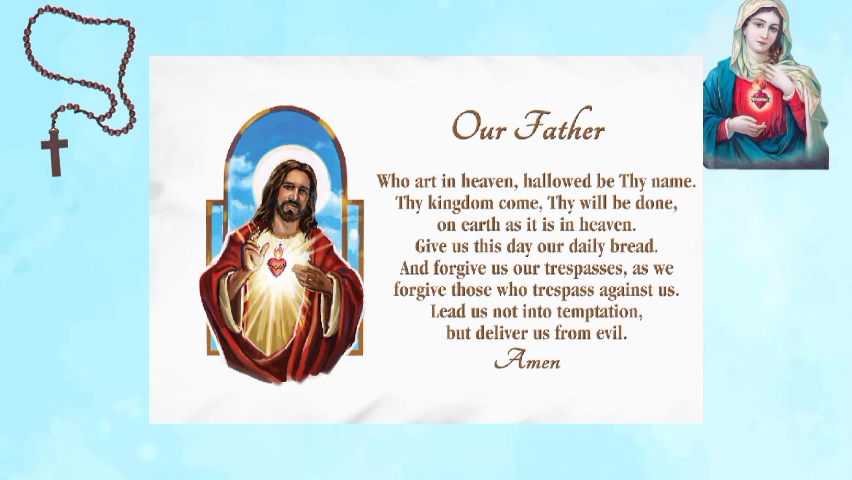 Our Father
Who art in heaven, hallowed be Thy name.
Thy kingdom come, Thy will be done,
on earth as it is in heaven.
Give us this day our daily bread.
And forgive us our trespasses, as we
forgive those who trespass against us.
Lead us not into temptation,
but deliver us from evil.
Amen